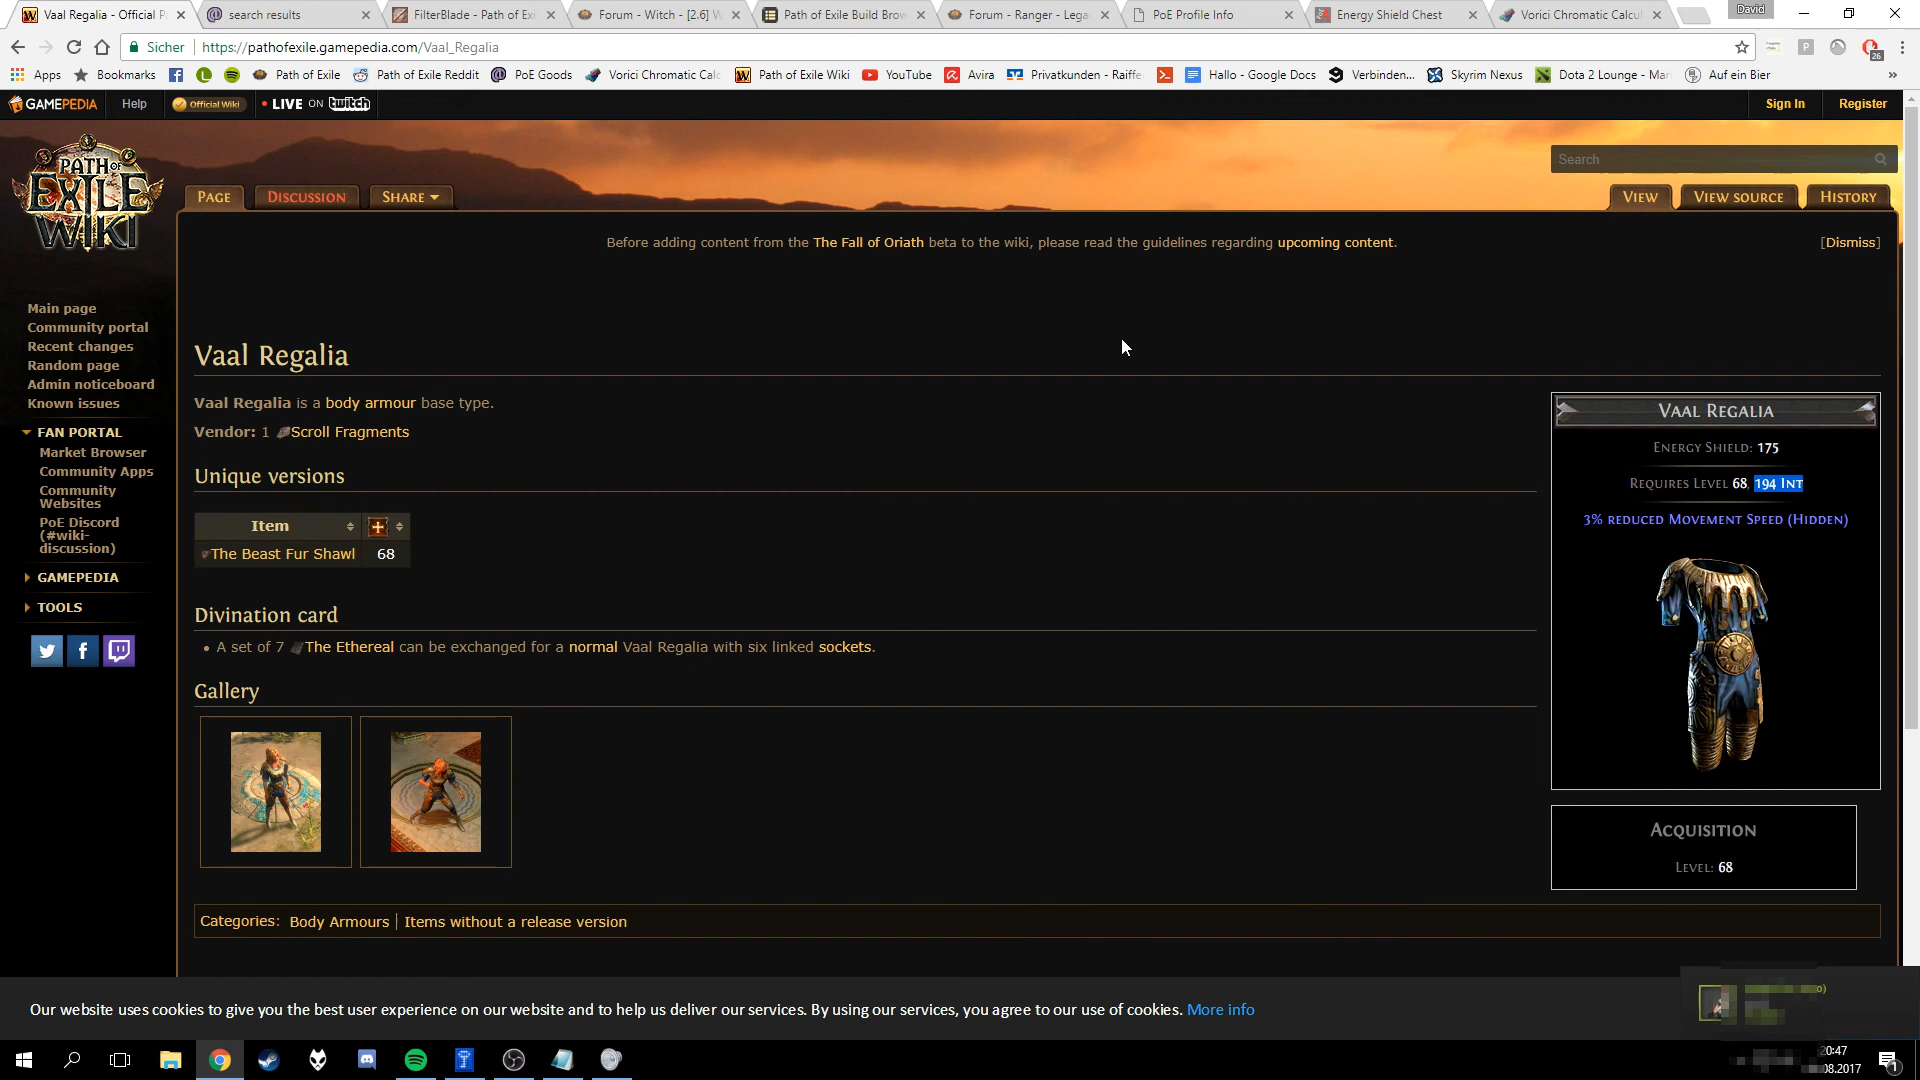 Vaal Regalia - Official P
search results
FilterBlade - Path of Exi
Forum - Witch - [2.6] W
Path of Exile Build Brow
Forum - Ranger - Lega
PoE Profile Info
Energy Shield Chest
Vorici Chromatic Calcul
David
Sicher
https://pathofexile.gamepedia.com/Vaal_Regalia
26
Apps
Bookmarks
Path of Exile
Path of Exile Reddit
PoE Goods
Vorici Chromatic Calc
Path of Exile Wiki
YouTube
Avira
Privatkunden - Raiffe
Hallo - Google Docs
Verbinden...
Skyrim Nexus
Dota 2 Lounge - Mar
Auf ein Bier
»
GAMEPEDIA
Help
Official Wiki
LIVE ON twitch
Sign In
Register
PATH OF
EXILE
WIKI
Search
PAGE
DISCUSSION
SHARE
VIEW
VIEW SOURCE
HISTORY
Before adding content from the The Fall of Oriath beta to the wiki, please read the guidelines regarding upcoming content.
[Dismiss]
Main page
Community portal
Recent changes
Random page
Admin noticeboard
Known issues
FAN PORTAL
Market Browser
Community Apps
Community
Websites
PoE Discord
(#wiki-
discussion)
GAMEPEDIA
TOOLS
Vaal Regalia
Vaal Regalia is a body armour base type.
Vendor: 1 Scroll Fragments
Unique versions
Item
The Beast Fur Shawl 68
Divination card
• A set of 7 The Ethereal can be exchanged for a normal Vaal Regalia with six linked sockets.
Gallery
VAAL REGALIA
ENERGY SHIELD: 175
REQUIRES LEVEL 68, 194 INT
3% REDUCED MOVEMENT SPEED (HIDDEN)
ACQUISITION
LEVEL: 68
Categories: Body Armours | Items without a release version
Our website uses cookies to give you the best user experience on our website and to help us deliver our services. By using our services, you agree to our use of cookies. More info
20:47
08.2017
1